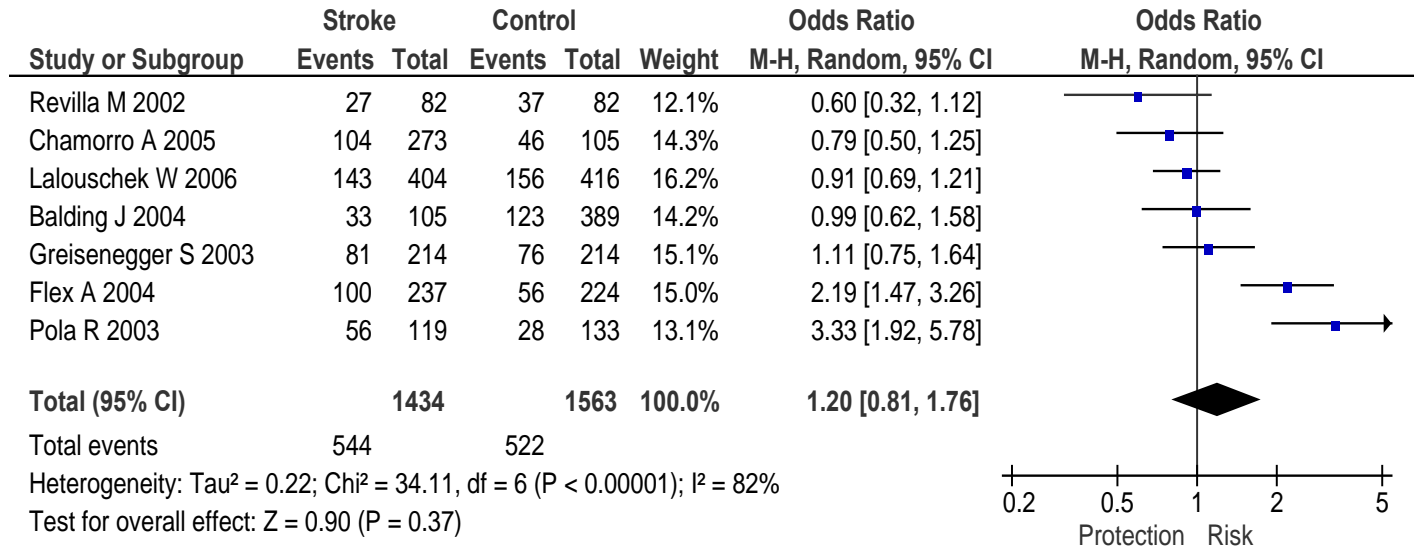 Stroke Control Odds Ratio Odds Ratio
Study or Subgroup Events Total Events Total Weight M-H, Random, 95% CI M-H, Random, 95% CI
Revilla M 2002 27 82 37 82 12.1% 0.60 [0.32, 1.12]
Chamorro A 2005 104 273 46 105 14.3% 0.79 [0.50, 1.25]
Lalouschek W 2006 143 404 156 416 16.2% 0.91 [0.69, 1.21]
Balding J 2004 33 105 123 389 14.2% 0.99 [0.62, 1.58]
Greisenegger S 2003 81 214 76 214 15.1% 1.11 [0.75, 1.64]
Flex A 2004 100 237 56 224 15.0% 2.19 [1.47, 3.26]
Pola R 2003 56 119 28 133 13.1% 3.33 [1.92, 5.78]
Total (95% CI) 1434 1563 100.0% 1.20 [0.81, 1.76]
Total events 544 522
Heterogeneity: Tau² = 0.22; Chi² = 34.11, df = 6 (P < 0.00001); I² = 82%
Test for overall effect: Z = 0.90 (P = 0.37)
0.2 0.5 1 2 5
Protection Risk